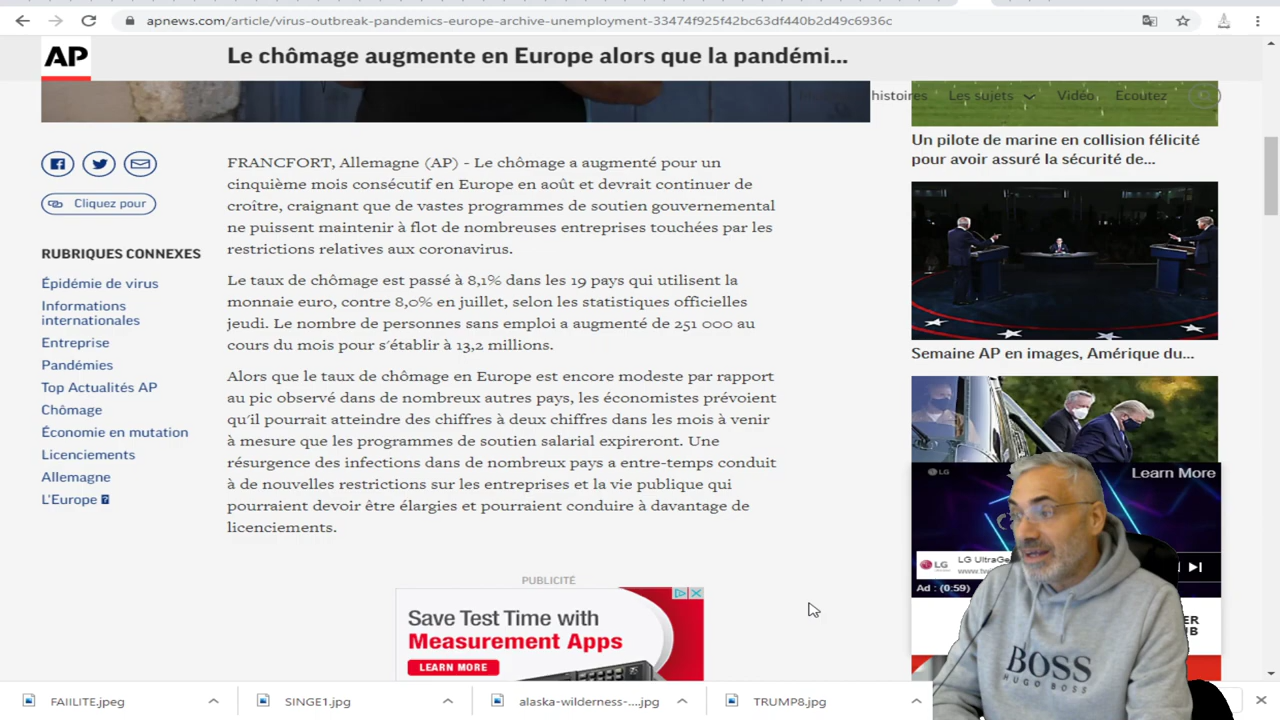 apnews.com/article/virus-outbreak-pandemics-europe-archive-unemployment-33474f925f42bc63df440b2d49c6936c
AP
Le chômage augmente en Europe alors que la pandémi...
histoires
Les sujets
Vidéo
Ecoutez
Cliquez pour
RUBRIQUES CONNEXES
Épidémie de virus
Informations
internationales
Entreprise
Pandémies
Top Actualités AP
Chômage
Économie en mutation
Licenciements
Allemagne
L'Europe
FRANCFORT, Allemagne (AP) - Le chômage a augmenté pour un
cinquième mois consécutif en Europe en août et devrait continuer de
croître, craignant que de vastes programmes de soutien gouvernemental
ne puissent maintenir à flot de nombreuses entreprises touchées par les
restrictions relatives aux coronavirus.
Le taux de chômage est passé à 8,1% dans les 19 pays qui utilisent la
monnaie euro, contre 8,0% en juillet, selon les statistiques officielles
jeudi. Le nombre de personnes sans emploi a augmenté de 251 000 au
cours du mois pour s'établir à 13,2 millions.
Alors que le taux de chômage en Europe est encore modeste par rapport
au pic observé dans de nombreux autres pays, les économistes prévoient
qu'il pourrait atteindre des chiffres à deux chiffres dans les mois à venir
à mesure que les programmes de soutien salarial expireront. Une
résurgence des infections dans de nombreux pays a entre-temps conduit
à de nouvelles restrictions sur les entreprises et la vie publique qui
pourraient devoir être élargies et pourraient conduire à davantage de
licenciements.
PUBLICITÉ
Save Test Time with
Measurement Apps
LEARN MORE
Un pilote de marine en collision félicité
pour avoir assuré la sécurité de...
Semaine AP en images, Amérique du...
LG
Learn More
LG
LG UltraGe
www.tw
Ad : (0:59)
BOSS
HUGO BOSS
FAIILITE.jpeg
SINGE1.jpg
alaska-wilderness-....jpg
TRUMP8.jpg